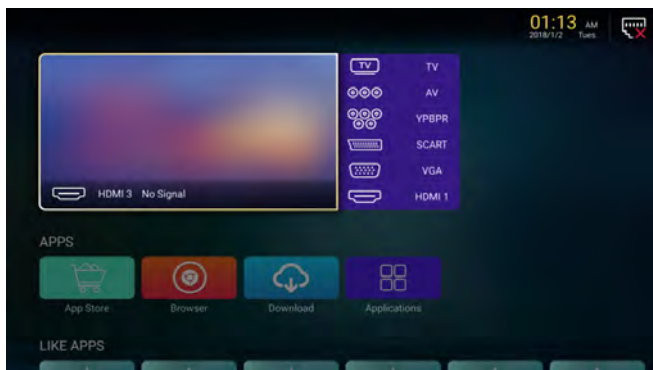 01:13 AM
2018/1/2 Tues.
TV TV
AV
YPBPR
SCART
VGA
HDMI 1
HDMI 3 No Signal
APPS
App Store Browser Download Applications
LIKE APPS